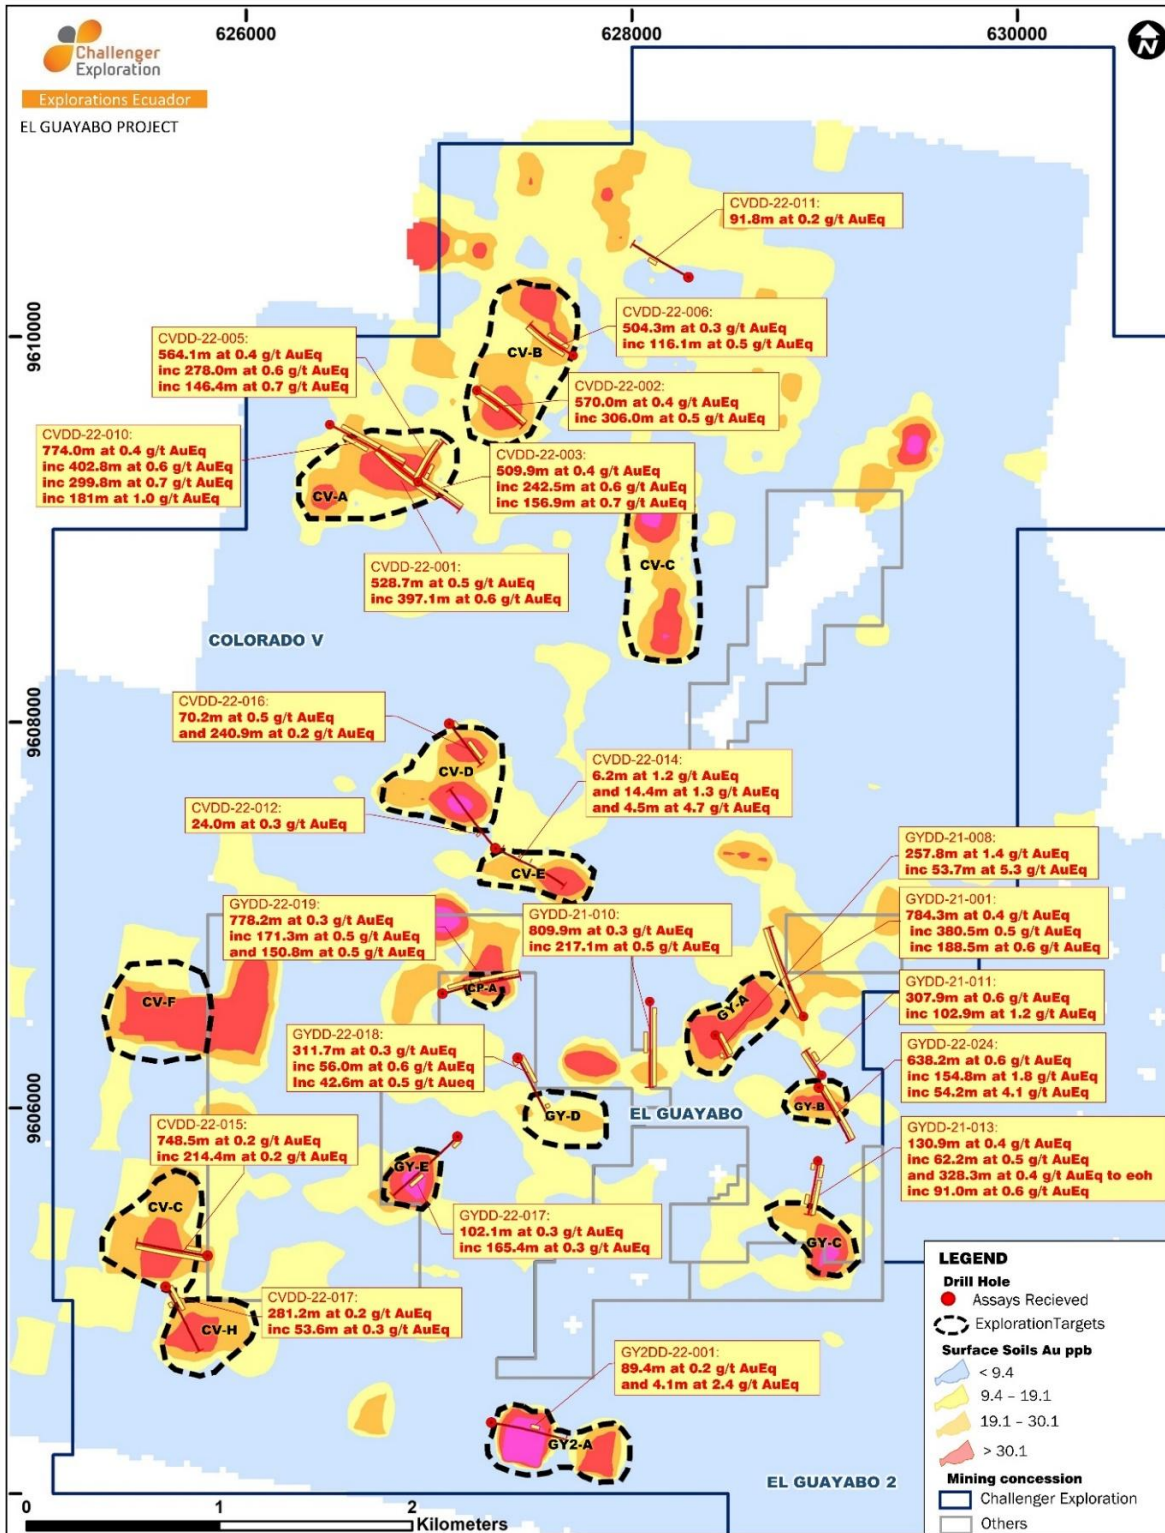 626000
628000
630000
Challenger
Exploration
Explorations Ecuador
EL GUAYABO PROJECT
N
CVDD-22-011:
91.8m at 0.2 g/t AuEq
9610000
CVDD-22-006:
504.3m at 0.3 g/t AuEq
inc 116.1m at 0.5 g/t AuEq
CV-B
CVDD-22-005:
564.1m at 0.4 g/t AuEq
inc 278.0m at 0.6 g/t AuEq
inc 146.4m at 0.7 g/t AuEq
CVDD-22-002:
570.0m at 0.4 g/t AuEq
inc 306.0m at 0.5 g/t AuEq
CVDD-22-010:
774.0m at 0.4 g/t AuEq
inc 402.8m at 0.6 g/t AuEq
inc 299.8m at 0.7 g/t AuEq
inc 181m at 1.0 g/t AuEq
CVDD-22-003:
509.9m at 0.4 g/t AuEq
inc 242.5m at 0.6 g/t AuEq
inc 156.9m at 0.7 g/t AuEq
CV-A
CVDD-22-001:
528.7m at 0.5 g/t AuEq
inc 397.1m at 0.6 g/t AuEq
CV-C
COLORADO V
9608000
CVDD-22-016:
70.2m at 0.5 g/t AuEq
and 240.9m at 0.2 g/t AuEq
CV-D
CVDD-22-014:
6.2m at 1.2 g/t AuEq
and 14.4m at 1.3 g/t AuEq
and 4.5m at 4.7 g/t AuEq
CVDD-22-012:
24.0m at 0.3 g/t AuEq
CV-E
GYDD-21-008:
257.8m at 1.4 g/t AuEq
inc 53.7m at 5.3 g/t AuEq
GYDD-22-019:
778.2m at 0.3 g/t AuEq
inc 171.3m at 0.5 g/t AuEq
and 150.8m at 0.5 g/t AuEq
GYDD-21-010:
809.9m at 0.3 g/t AuEq
inc 217.1m at 0.5 g/t AuEq
GYDD-21-001:
784.3m at 0.4 g/t AuEq
inc 380.5m at 0.5 g/t AuEq
inc 188.5m at 0.6 g/t AuEq
CV-F
CP-A
GY-A
GYDD-21-011:
307.9m at 0.6 g/t AuEq
inc 102.9m at 1.2 g/t AuEq
GYDD-22-018:
311.7m at 0.3 g/t AuEq
inc 56.0m at 0.6 g/t AuEq
inc 42.6m at 0.5 g/t Aueq
GYDD-22-024:
638.2m at 0.6 g/t AuEq
inc 154.8m at 1.8 g/t AuEq
inc 54.2m at 4.1 g/t AuEq
9606000
GY-D
EL GUAYABO
GY-B
CVDD-22-015:
748.5m at 0.2 g/t AuEq
inc 214.4m at 0.2 g/t AuEq
GYDD-21-013:
130.9m at 0.4 g/t AuEq
inc 62.2m at 0.5 g/t AuEq
and 328.3m at 0.4 g/t AuEq to eoh
inc 91.0m at 0.6 g/t AuEq
GY-E
CV-C
GYDD-22-017:
102.1m at 0.3 g/t AuEq
inc 165.4m at 0.3 g/t AuEq
GY-C
CVDD-22-017:
281.2m at 0.2 g/t AuEq
inc 53.6m at 0.3 g/t AuEq
CV-H
GY2DD-22-001:
89.4m at 0.2 g/t AuEq
and 4.1m at 2.4 g/t AuEq
GY2-A
EL GUAYABO 2
LEGEND
Drill Hole
Assays Recieved
ExplorationTargets
Surface Soils Au ppb
< 9.4
9.4 – 19.1
19.1 – 30.1
> 30.1
Mining concession
Challenger Exploration
Others
0 1 2
Kilometers